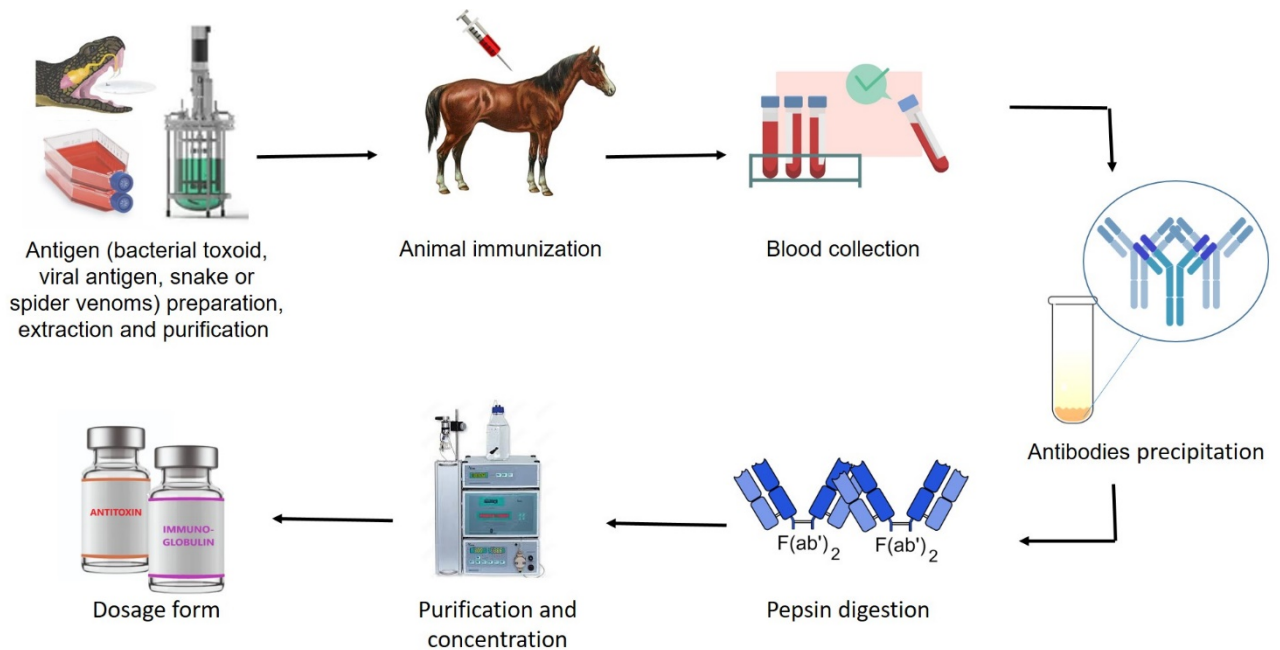 Antigen (bacterial toxoid,
viral antigen, snake or
spider venoms) preparation,
extraction and purification
Animal immunization
Blood collection
Antibodies precipitation
F(ab')2
F(ab')2
Pepsin digestion
Purification and
concentration
ANTITOXIN
IMMUNO-
GLOBULIN
Dosage form